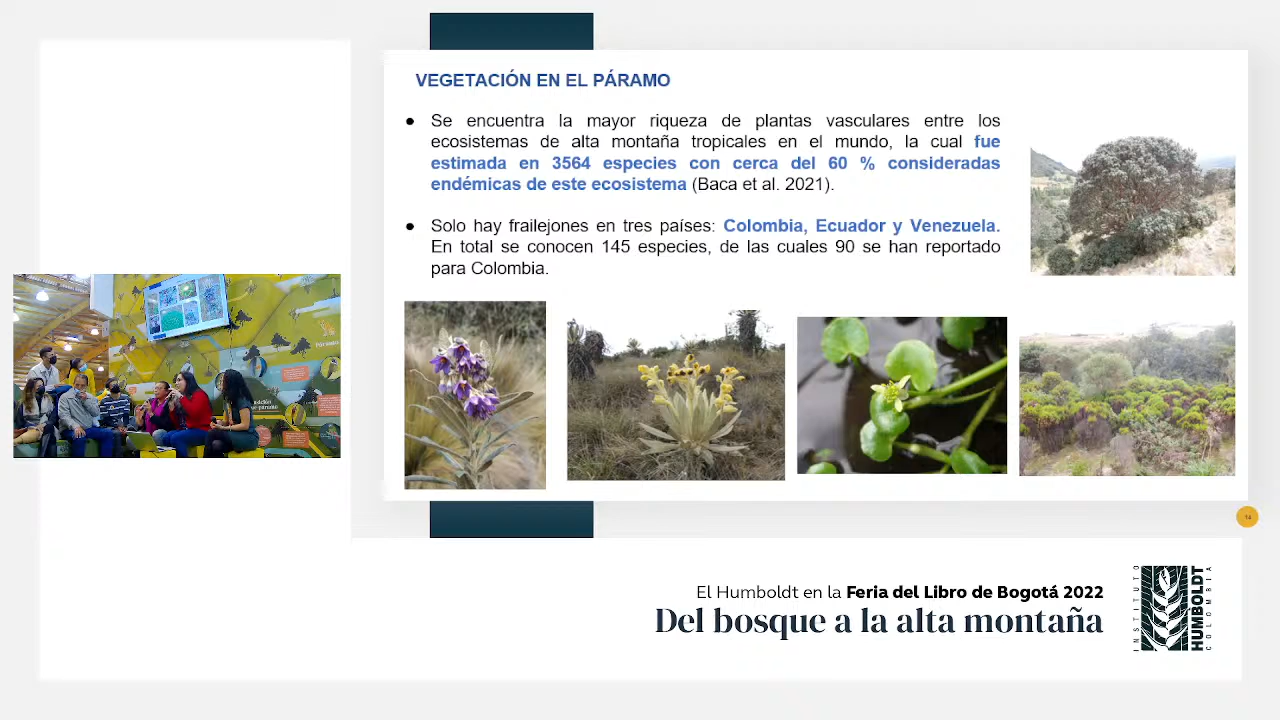 VEGETACIÓN EN EL PÁRAMO
● Se encuentra la mayor riqueza de plantas vasculares entre los
ecosistemas de alta montaña tropicales en el mundo, la cual fue
estimada en 3564 especies con cerca del 60 % consideradas
endémicas de este ecosistema (Baca et al. 2021).
● Solo hay frailejones en tres países: Colombia, Ecuador y Venezuela.
En total se conocen 145 especies, de las cuales 90 se han reportado
para Colombia.
14
El Humboldt en la Feria del Libro de Bogotá 2022
Del bosque a la alta montaña
INSTITUTO
HUMBOLDT
COLOMBIA